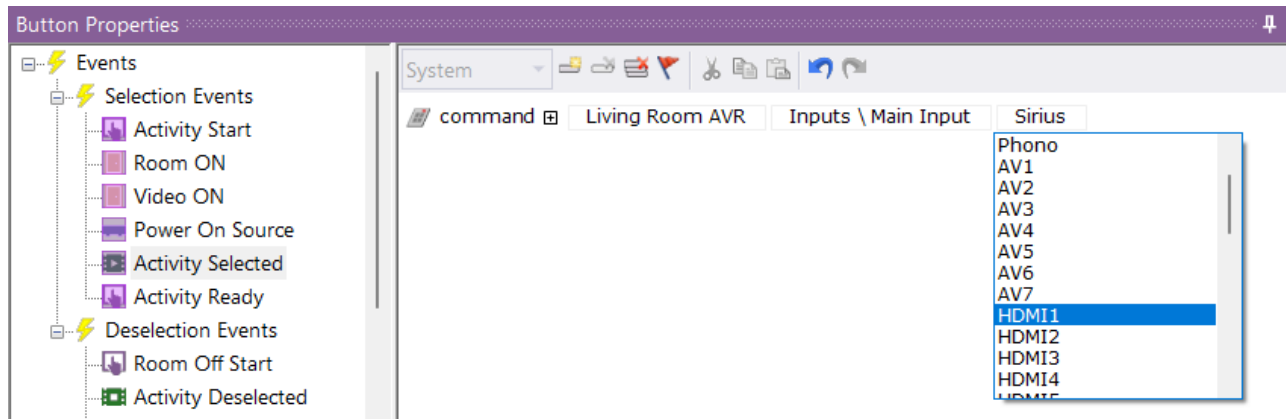 Button Properties
Events
Selection Events
Activity Start
Room ON
Video ON
Power On Source
Activity Selected
Activity Ready
Deselection Events
Room Off Start
Activity Deselected
System
command Living Room AVR Inputs \ Main Input Sirius
Phono
AV1
AV2
AV3
AV4
AV5
AV6
AV7
HDMI1
HDMI2
HDMI3
HDMI4